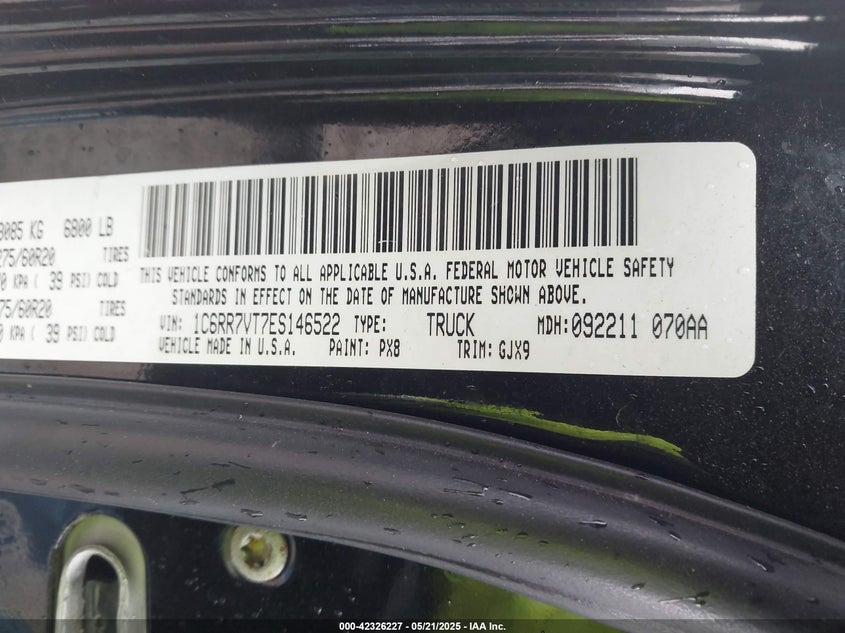 3085 KG 6800 LB
275/60R20 TIRES
KPA ( 39 PSI) COLD
75/60R20 TIRES
KPA ( 39 PSI) COLD
THIS VEHICLE CONFORMS TO ALL APPLICABLE U.S.A. FEDERAL MOTOR VEHICLE SAFETY
STANDARDS IN EFFECT ON THE DATE OF MANUFACTURE SHOWN ABOVE.
VIN: 1C6RR7VT7ES146522 TYPE: TRUCK MDH: 092211 070AA
VEHICLE MADE IN U.S.A. PAINT: PX8 TRIM: GJX9
000-42326227 - 05/21/2025 - IAA Inc.